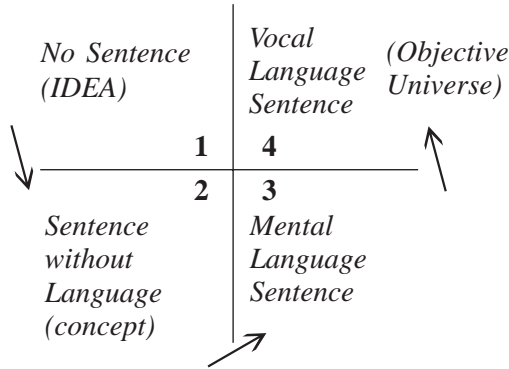 No Sentence
(IDEA)
Vocal
Language
Sentence
(Objective
Universe)
1
4
2
3
Sentence
without
Language
(concept)
Mental
Language
Sentence